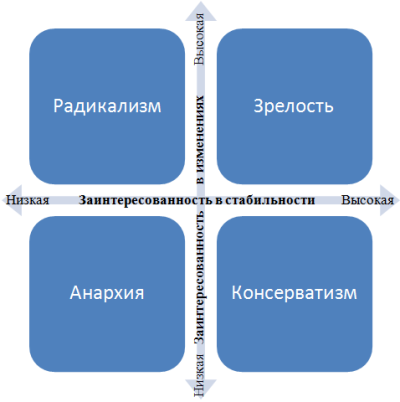 Высокая
Радикализм
Зрелость
Заинтересованность в изменениях
Низкая Заинтересованность в стабильности Высокая
Анархия
Консерватизм
Низкая